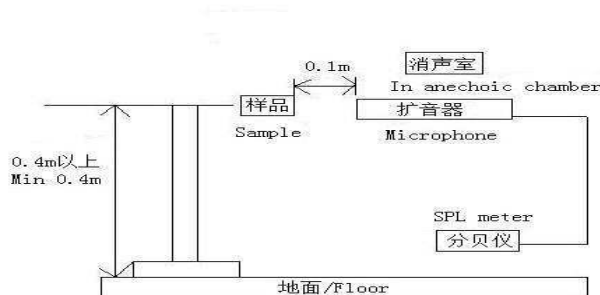 0.1m
消声室
In anechoic chamber
样品
扩音器
Sample
Microphone
0.4m以上
Min 0.4m
SPL meter
分贝仪
地面/Floor